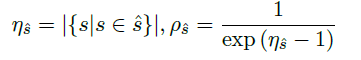 η_ŝ = |{s|s ∈ ŝ}|, ρ_ŝ = 1 / exp (η_ŝ − 1)